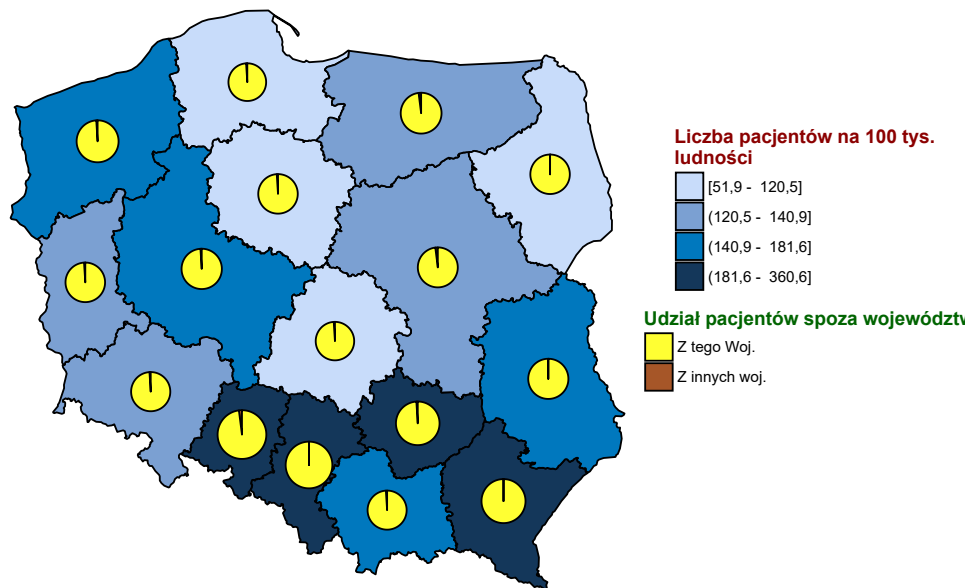 Liczba pacjentów na 100 tys.
ludności
[51,9 - 120,5]
(120,5 - 140,9]
(140,9 - 181,6]
(181,6 - 360,6]
Udział pacjentów spoza województw
Z tego Woj.
Z innych woj.